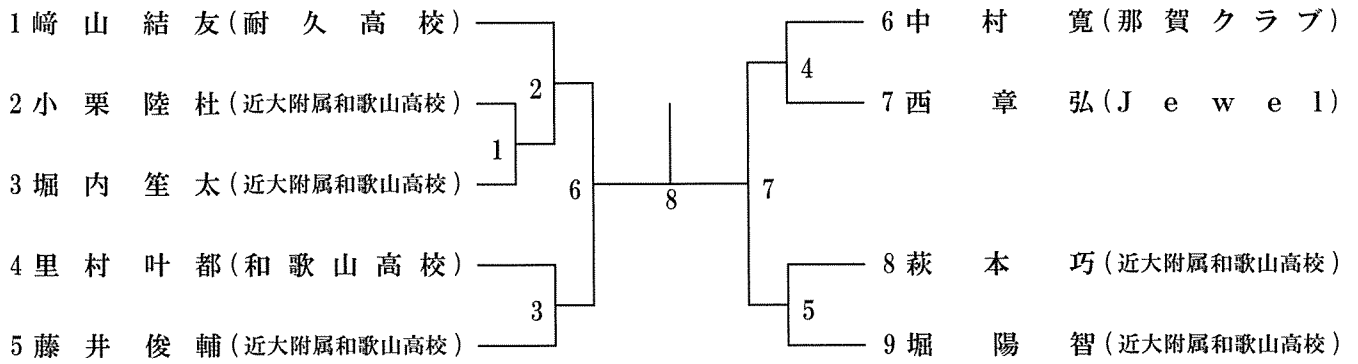 1 﨑山結友(耐久高校)
2 小栗陸杜(近大附属和歌山高校)
3 堀内笙太(近大附属和歌山高校)
4 里村叶都(和歌山高校)
5 藤井俊輔(近大附属和歌山高校)
2
1
6
3
8
6 中村寛(那賀クラブ)
7 西章弘(Jewel)
8 萩本巧(近大附属和歌山高校)
9 堀陽智(近大附属和歌山高校)
4
7
5